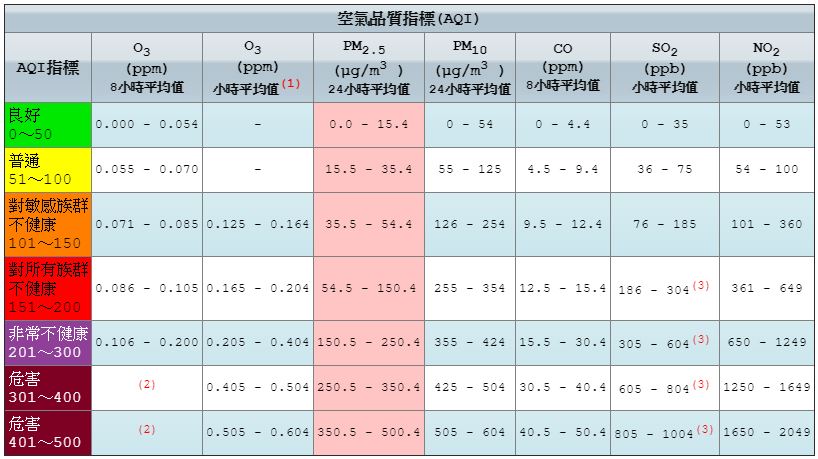 空氣品質指標(AQI)
AQI指標 O3 (ppm) 8小時平均值 O3 (ppm) 小時平均值(1) PM2.5 (μg/m3 ) 24小時平均值 PM10 (μg/m3 ) 24小時平均值 CO (ppm) 8小時平均值 SO2 (ppb) 小時平均值 NO2 (ppb) 小時平均值
良好 0～50 0.000 - 0.054 - 0.0 - 15.4 0 - 54 0 - 4.4 0 - 35 0 - 53
普通 51～100 0.055 - 0.070 - 15.5 - 35.4 55 - 125 4.5 - 9.4 36 - 75 54 - 100
對敏感族群不健康 101～150 0.071 - 0.085 0.125 - 0.164 35.5 - 54.4 126 - 254 9.5 - 12.4 76 - 185 101 - 360
對所有族群不健康 151～200 0.086 - 0.105 0.165 - 0.204 54.5 - 150.4 255 - 354 12.5 - 15.4 186 - 304(3) 361 - 649
非常不健康 201～300 0.106 - 0.200 0.205 - 0.404 150.5 - 250.4 355 - 424 15.5 - 30.4 305 - 604(3) 650 - 1249
危害 301～400 (2) 0.405 - 0.504 250.5 - 350.4 425 - 504 30.5 - 40.4 605 - 804(3) 1250 - 1649
危害 401～500 (2) 0.505 - 0.604 350.5 - 500.4 505 - 604 40.5 - 50.4 805 - 1004(3) 1650 - 2049